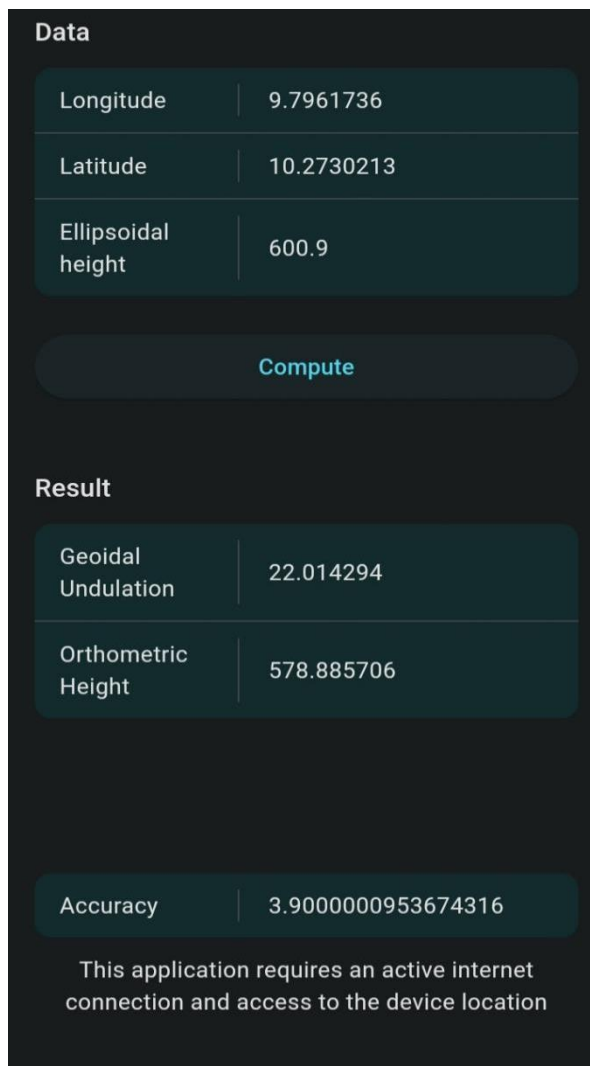 Data
Longitude 9.7961736
Latitude 10.2730213
Ellipsoidal
height 600.9
Compute
Result
Geoidal
Undulation 22.014294
Orthometric
Height 578.885706
Accuracy 3.9000000953674316
This application requires an active internet
connection and access to the device location